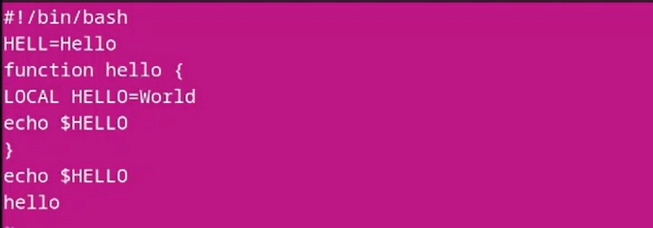 #!/bin/bash
HELL=Hello
function hello {
LOCAL HELLO=World
echo $HELLO
}
echo $HELLO
hello
~